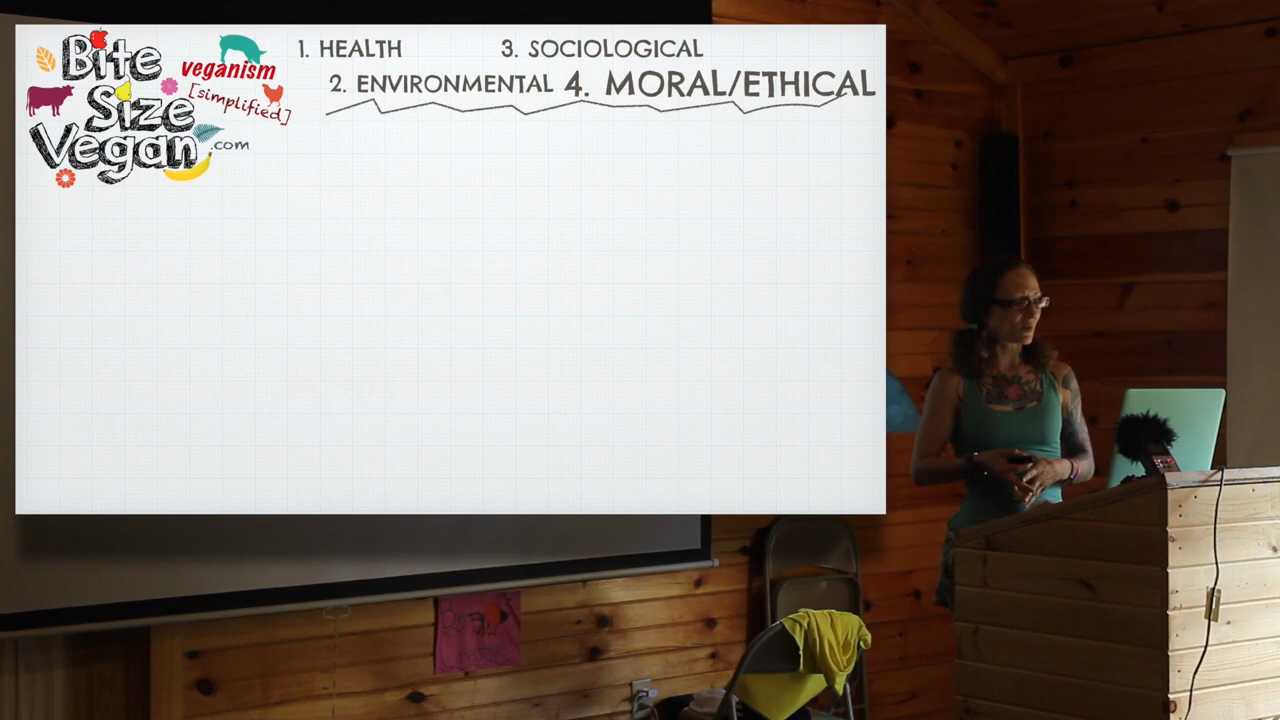 Bite
Size
Vegan
.com
veganism
[simplified]
1. HEALTH
3. SOCIOLOGICAL
2. ENVIRONMENTAL
4. MORAL/ETHICAL